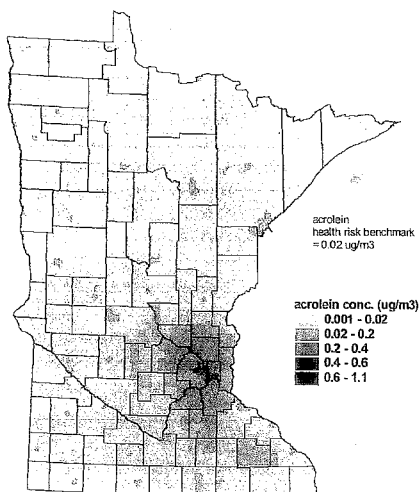 acrolein
health risk benchmark
= 0.02 ug/m3
acrolein conc. (ug/m3)
0.001 - 0.02
0.02 - 0.2
0.2 - 0.4
0.4 - 0.6
0.6 - 1.1